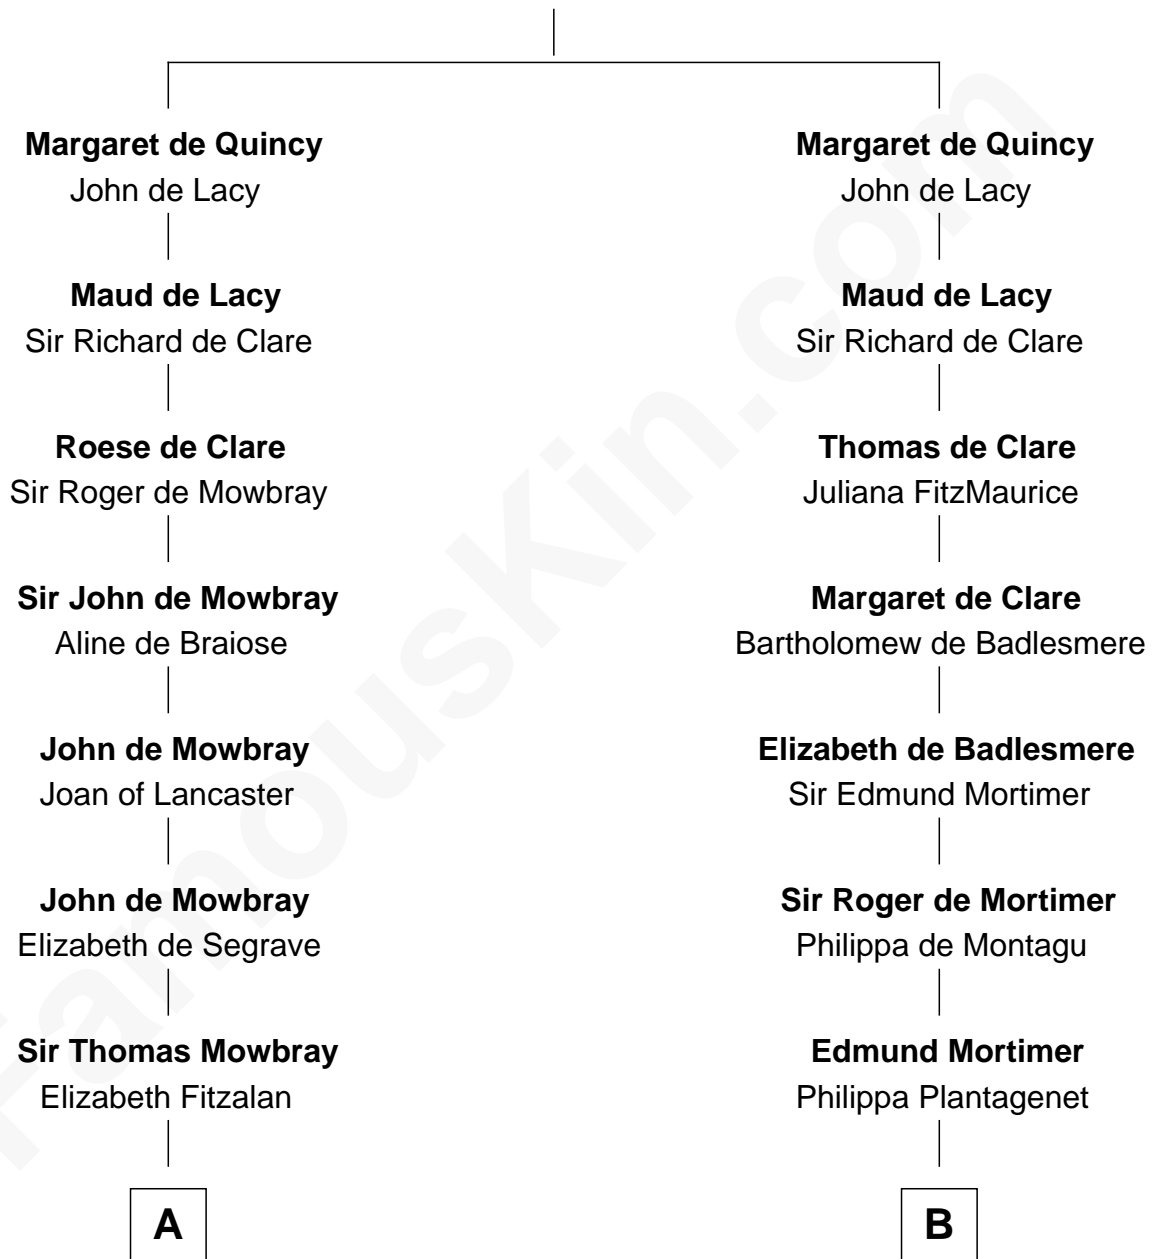 Margaret de Quincy
John de Lacy
Maud de Lacy
Sir Richard de Clare
Roese de Clare
Sir Roger de Mowbray
Sir John de Mowbray
Aline de Braiose
John de Mowbray
Joan of Lancaster
John de Mowbray
Elizabeth de Segrave
Sir Thomas Mowbray
Elizabeth Fitzalan
A
Margaret de Quincy
John de Lacy
Maud de Lacy
Sir Richard de Clare
Thomas de Clare
Juliana FitzMaurice
Margaret de Clare
Bartholomew de Badlesmere
Elizabeth de Badlesmere
Sir Edmund Mortimer
Sir Roger de Mortimer
Philippa de Montagu
Edmund Mortimer
Philippa Plantagenet
B
FamousKin.com